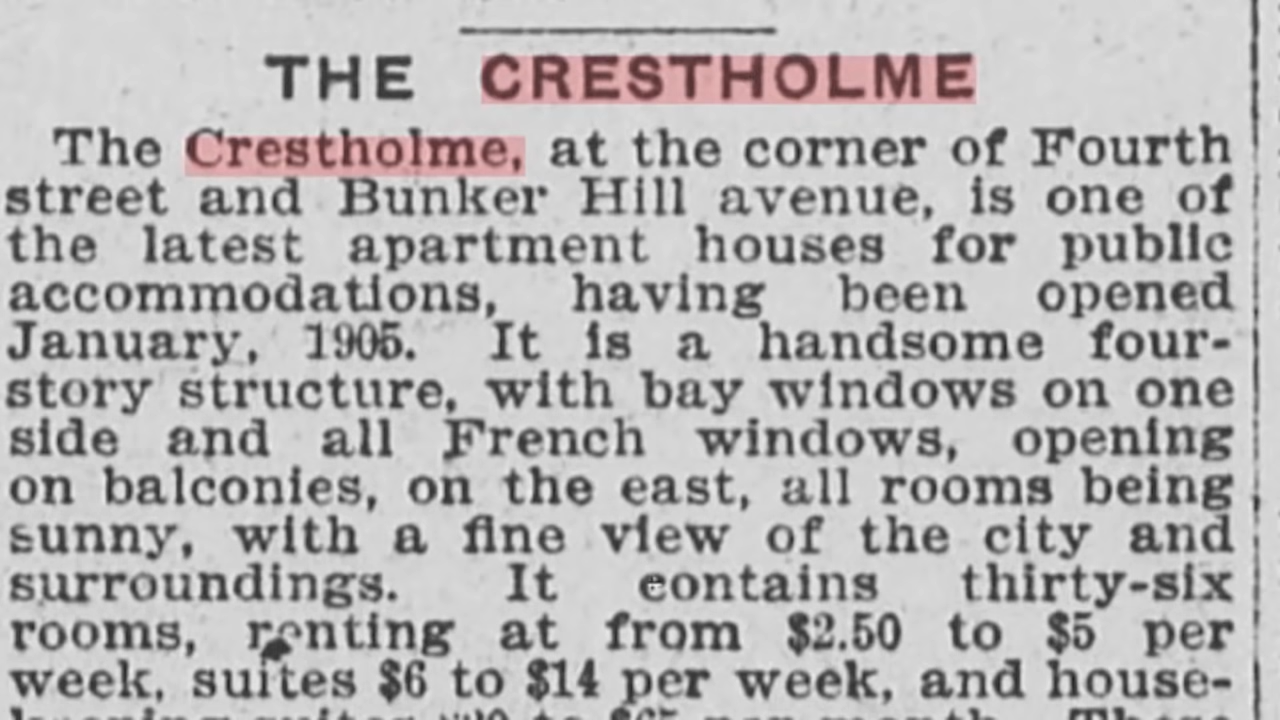 THE CRESTHOLME
The Crestholme, at the corner of Fourth
street and Bunker Hill avenue, is one of
the latest apartment houses for public
accommodations, having been opened
January, 1905. It is a handsome four-
story structure, with bay windows on one
side and all French windows, opening
on balconies, on the east, all rooms being
sunny, with a fine view of the city and
surroundings. It contains thirty-six
rooms, renting at from $2.50 to $5 per
week, suites $6 to $14 per week, and house-